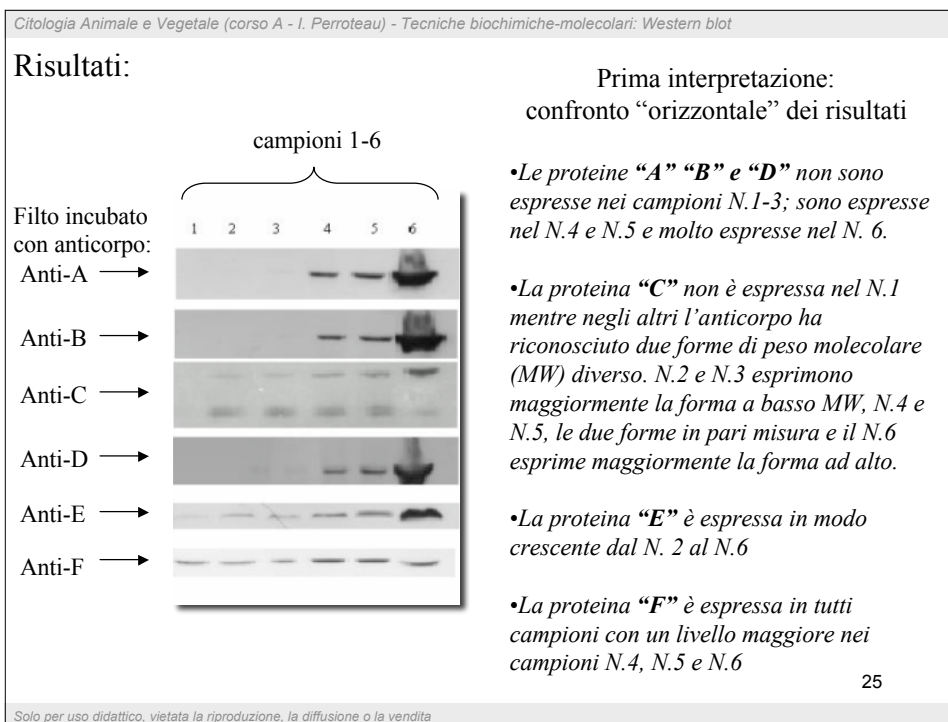 Citologia Animale e Vegetale (corso A - I. Perroteau) - Tecniche biochimiche-molecolari: Western blot
Risultati:
campioni 1-6
Filto incubato
con anticorpo:
1 2 3 4 5 6
Anti-A
Anti-B
Anti-C
Anti-D
Anti-E
Anti-F
Prima interpretazione:
confronto “orizzontale” dei risultati
•Le proteine “A” “B” e “D” non sono
espresse nei campioni N.1-3; sono espresse
nel N.4 e N.5 e molto espresse nel N. 6.
•La proteina “C” non è espressa nel N.1
mentre negli altri l’anticorpo ha
riconosciuto due forme di peso molecolare
(MW) diverso. N.2 e N.3 esprimono
maggiormente la forma a basso MW, N.4 e
N.5, le due forme in pari misura e il N.6
esprime maggiormente la forma ad alto.
•La proteina “E” è espressa in modo
crescente dal N. 2 al N.6
•La proteina “F” è espressa in tutti
campioni con un livello maggiore nei
campioni N.4, N.5 e N.6
25
Solo per uso didattico, vietata la riproduzione, la diffusione o la vendita